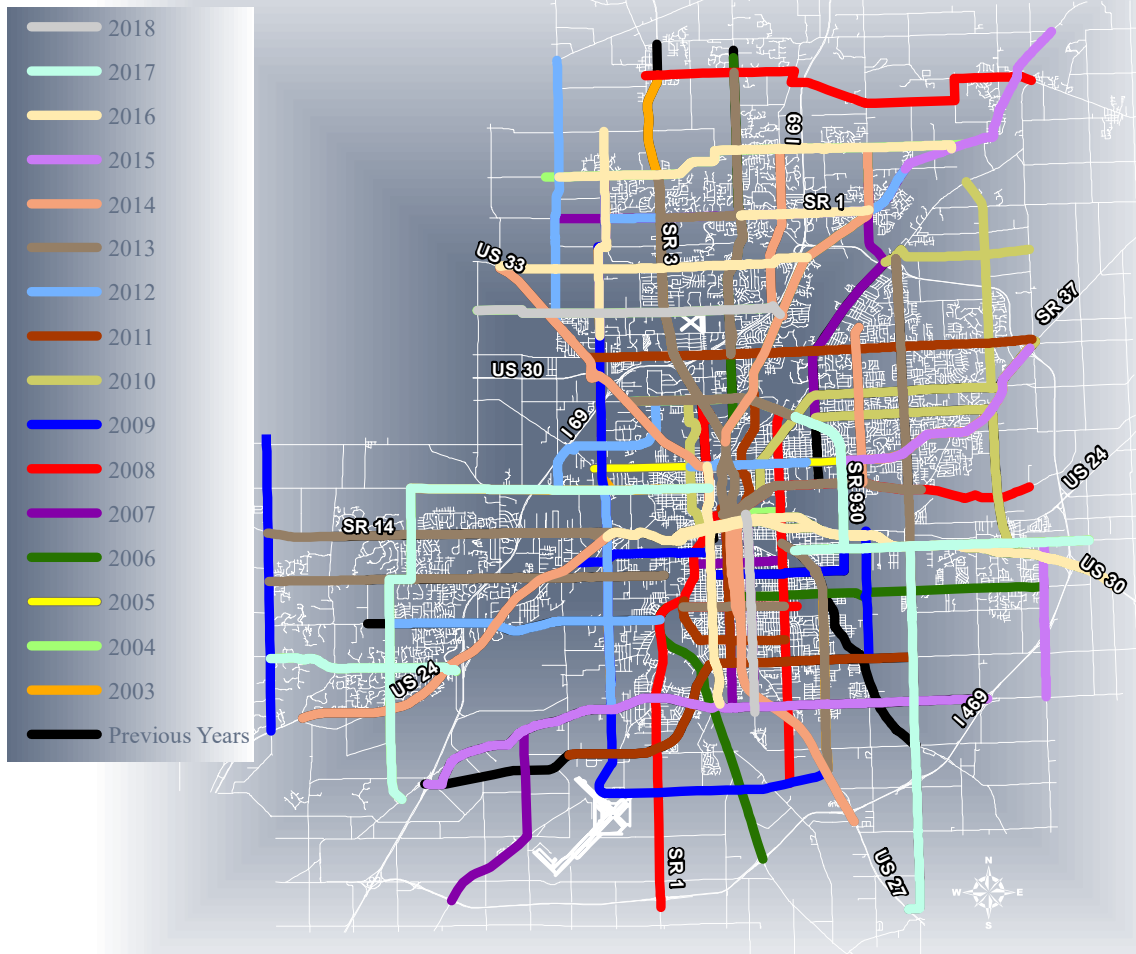 2018
2017
2016
2015
2014
2013
2012
2011
2010
2009
2008
2007
2006
2005
2004
2003
Previous Years
I 69
SR 1
US 33
SR 3
SR 37
US 30
I 69
US 24
SR 930
SR 14
US 30
US 24
I 469
SR 1
US 27
N
W E
S